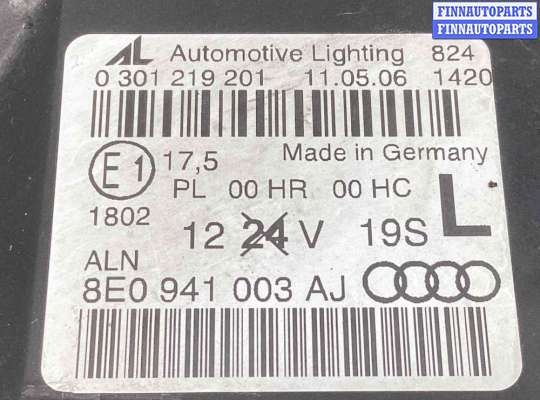 FINNAUTOPARTS
FINNAUTOPARTS
AL Automotive Lighting 824
0 301 219 201 11.05.06 1420
E1 17,5 Made in Germany
PL 00 HR 00 HC
1802 12 24 V 19S L
ALN
8E0 941 003 AJ